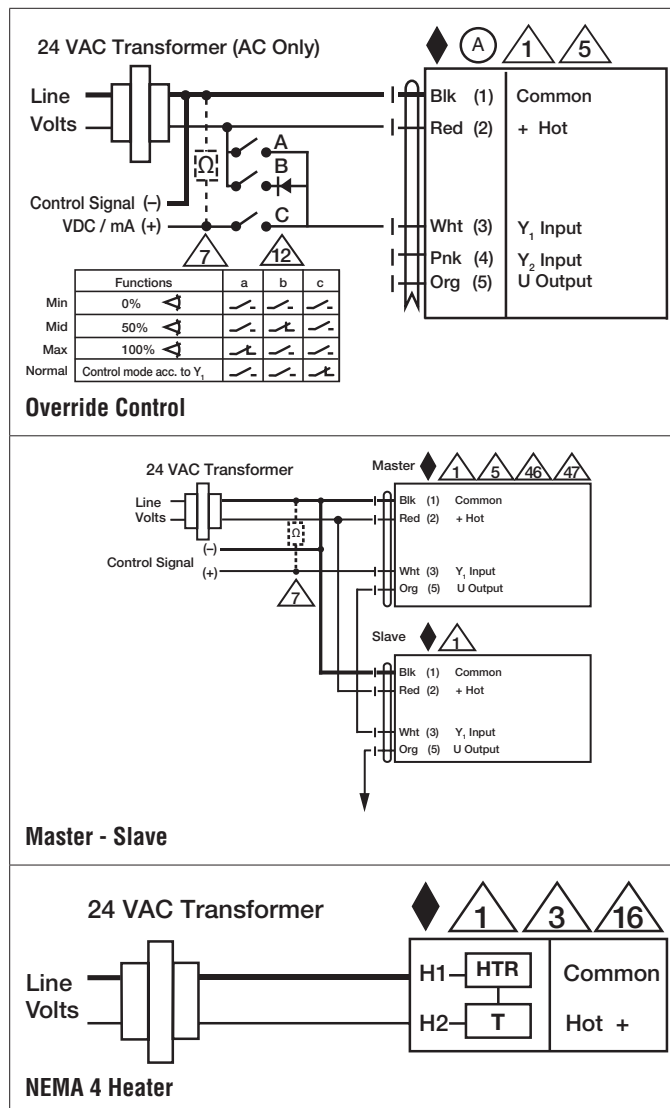 24 VAC Transformer (AC Only)
A 1 5
Line
Volts
Blk (1) Common
Red (2) + Hot
A
Ω
B
Control Signal (–)
VDC / mA (+)
C
Wht (3) Y1 Input
Pnk (4) Y2 Input
Org (5) U Output
7 12
Functions a b c
Min 0%
Mid 50%
Max 100%
Normal Control mode acc. to Y1
Override Control
24 VAC Transformer
Master 1 5 46 47
Line
Volts
Blk (1) Common
Red (2) + Hot
Ω
(–)
Control Signal
(+)
Wht (3) Y1 Input
Org (5) U Output
7
Slave 1
Blk (1) Common
Red (2) + Hot
Wht (3) Y1 Input
Org (5) U Output
Master - Slave
24 VAC Transformer
1 3 16
Line
Volts
H1 HTR Common
H2 T Hot +
NEMA 4 Heater